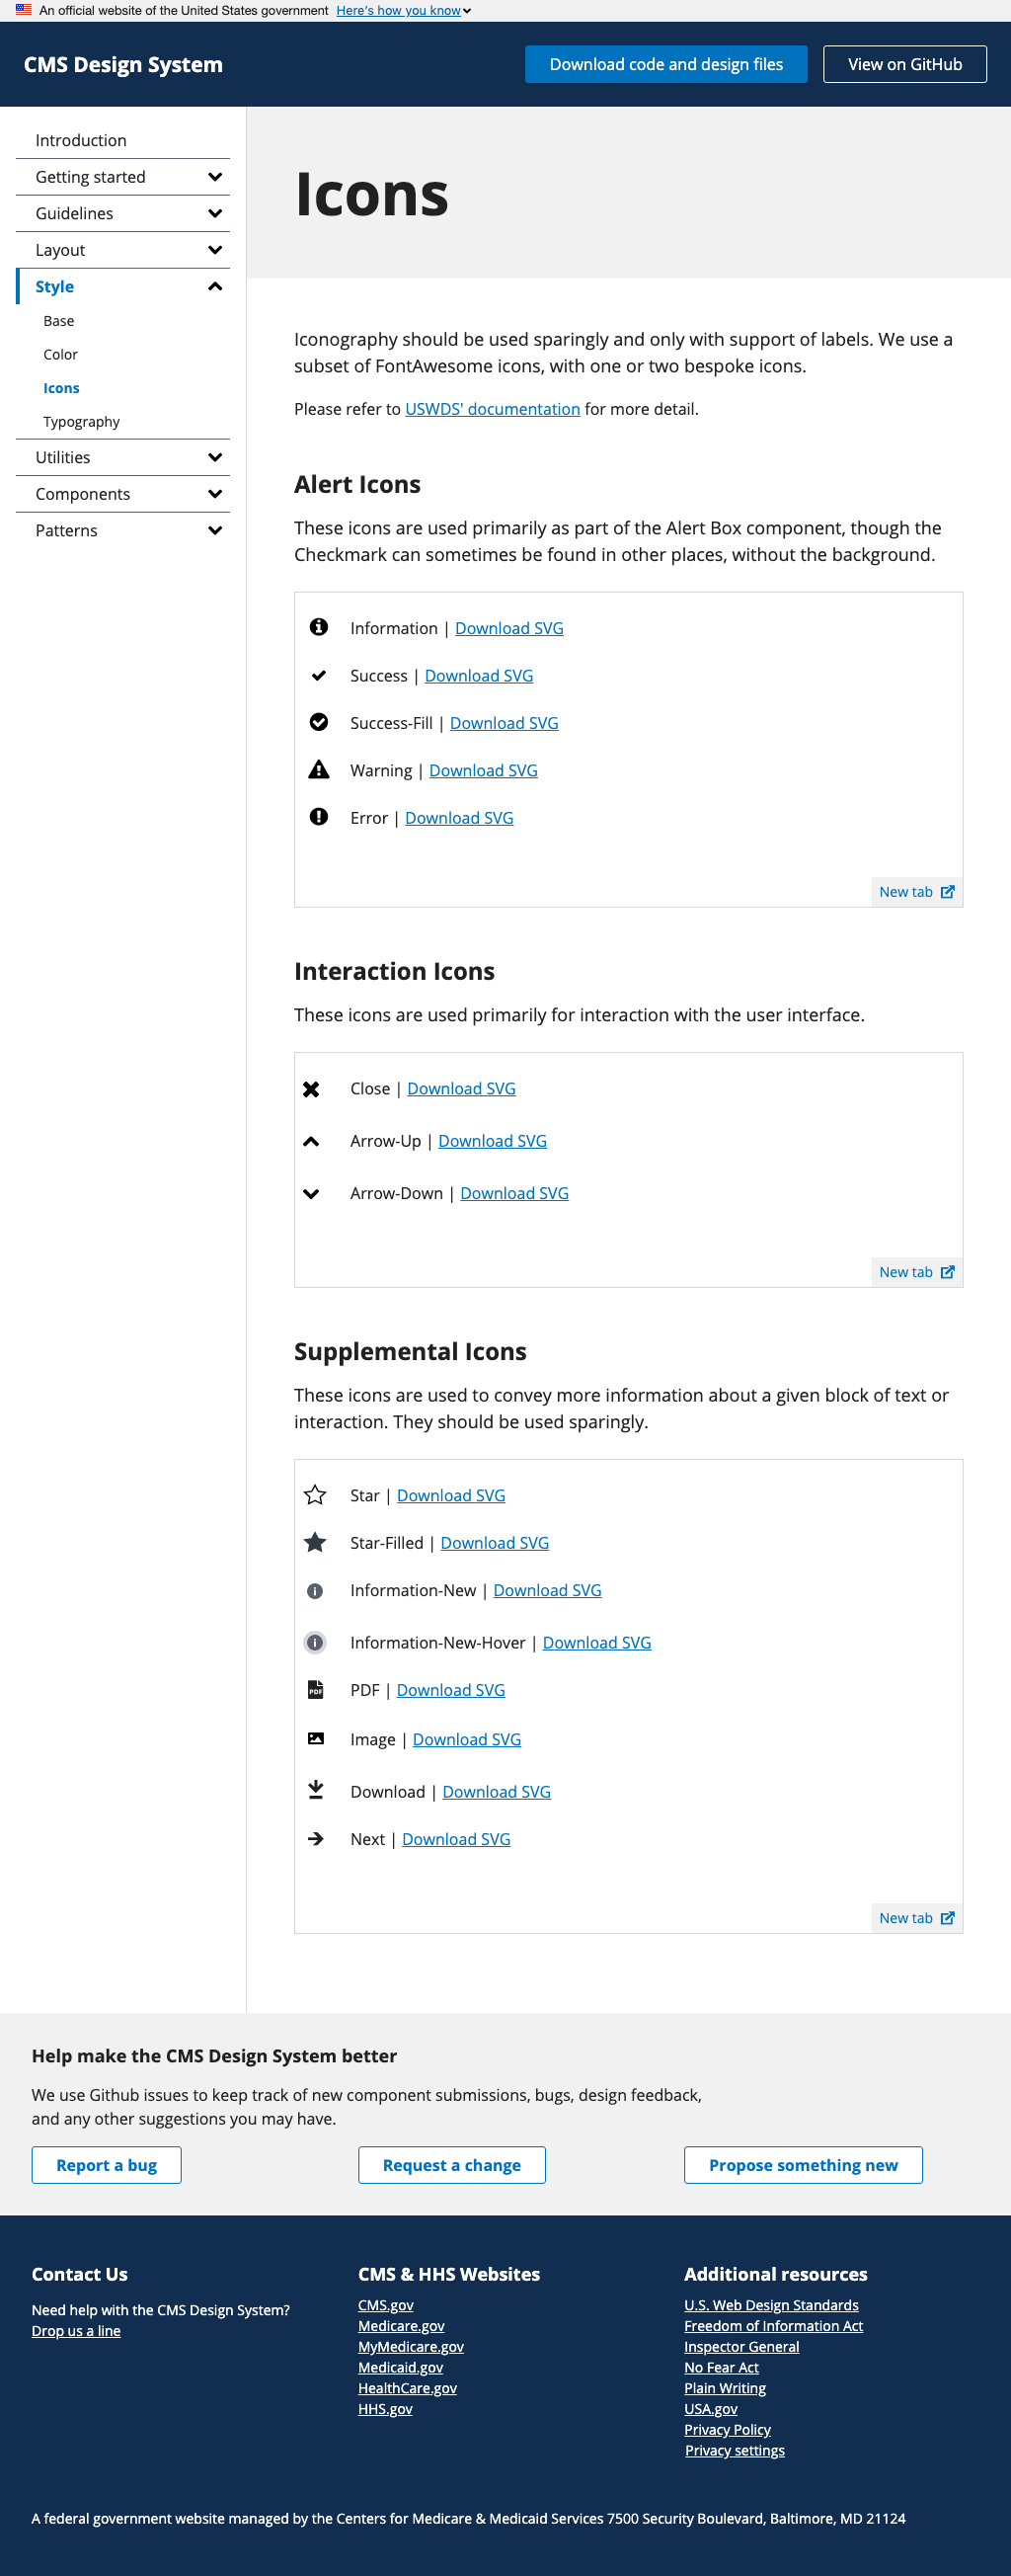 An official website of the United States government Here's how you know
CMS Design System
Download code and design files
View on GitHub
Introduction
Getting started
Guidelines
Layout
Style
Base
Color
Icons
Typography
Utilities
Components
Patterns
Icons
Iconography should be used sparingly and only with support of labels. We use a
subset of FontAwesome icons, with one or two bespoke icons.
Please refer to USWDS' documentation for more detail.
Alert Icons
These icons are used primarily as part of the Alert Box component, though the
Checkmark can sometimes be found in other places, without the background.
Information | Download SVG
Success | Download SVG
Success-Fill | Download SVG
Warning | Download SVG
Error | Download SVG
New tab
Interaction Icons
These icons are used primarily for interaction with the user interface.
Close | Download SVG
Arrow-Up | Download SVG
Arrow-Down | Download SVG
New tab
Supplemental Icons
These icons are used to convey more information about a given block of text or
interaction. They should be used sparingly.
Star | Download SVG
Star-Filled | Download SVG
Information-New | Download SVG
Information-New-Hover | Download SVG
PDF | Download SVG
Image | Download SVG
Download | Download SVG
Next | Download SVG
New tab
Help make the CMS Design System better
We use Github issues to keep track of new component submissions, bugs, design feedback,
and any other suggestions you may have.
Report a bug
Request a change
Propose something new
Contact Us
Need help with the CMS Design System?
Drop us a line
CMS & HHS Websites
CMS.gov
Medicare.gov
MyMedicare.gov
Medicaid.gov
HealthCare.gov
HHS.gov
Additional resources
U.S. Web Design Standards
Freedom of Information Act
Inspector General
No Fear Act
Plain Writing
USA.gov
Privacy Policy
Privacy settings
A federal government website managed by the Centers for Medicare & Medicaid Services 7500 Security Boulevard, Baltimore, MD 21124